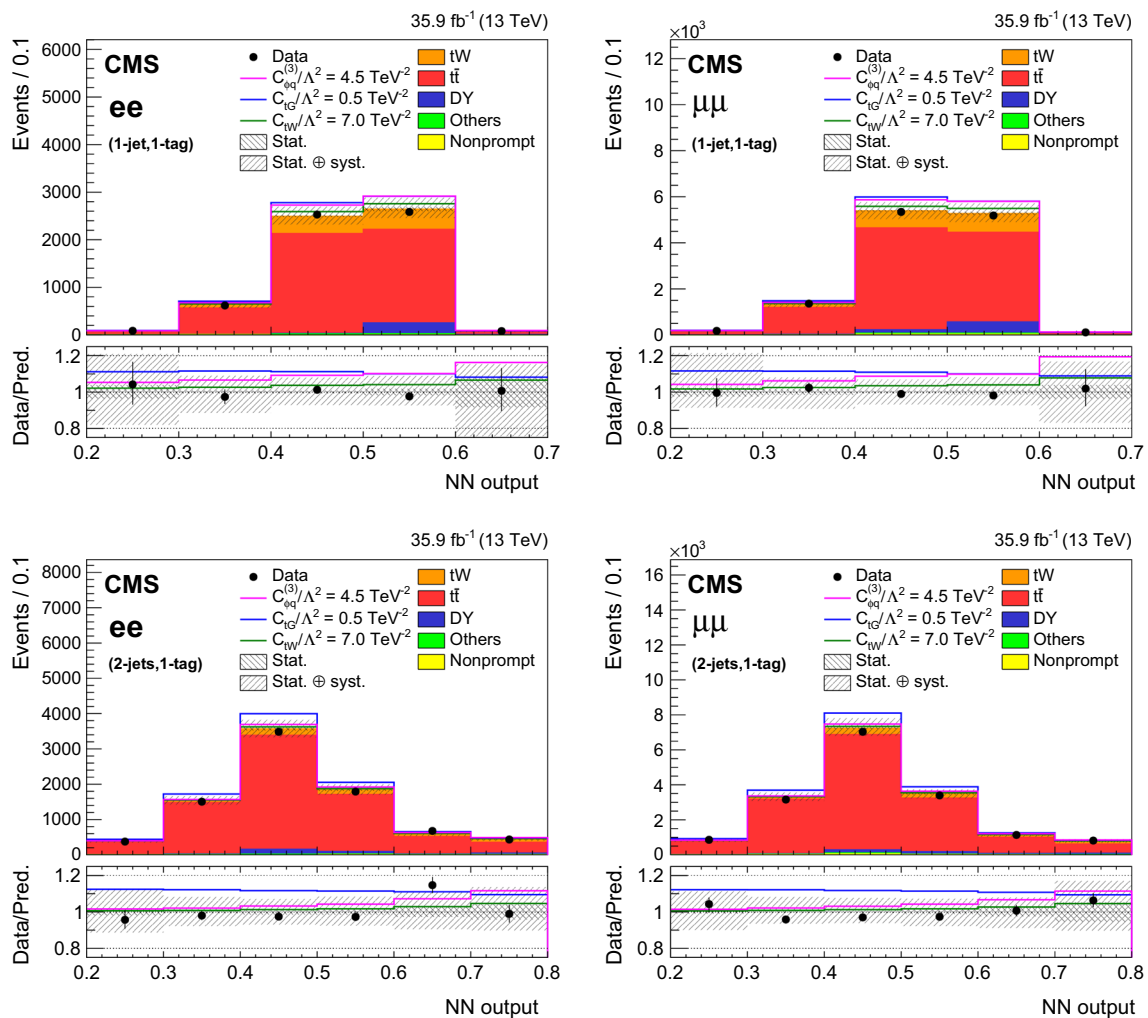 35.9 fb⁻¹ (13 TeV)
Events / 0.1
6000
5000
4000
3000
2000
1000
0
CMS
ee
(1-jet,1-tag)
Data
C_ϕq^(3)/Λ² = 4.5 TeV⁻²
C_tG/Λ² = 0.5 TeV⁻²
C_tW/Λ² = 7.0 TeV⁻²
Stat.
Stat. ⊕ syst.
tW
tt̄
DY
Others
Nonprompt
Data/Pred.
1.2
1
0.8
0.2 0.3 0.4 0.5 0.6 0.7
NN output
35.9 fb⁻¹ (13 TeV)
×10³
Events / 0.1
12
10
8
6
4
2
0
CMS
μμ
(1-jet,1-tag)
Data
C_ϕq^(3)/Λ² = 4.5 TeV⁻²
C_tG/Λ² = 0.5 TeV⁻²
C_tW/Λ² = 7.0 TeV⁻²
Stat.
Stat. ⊕ syst.
tW
tt̄
DY
Others
Nonprompt
Data/Pred.
1.2
1
0.8
0.2 0.3 0.4 0.5 0.6 0.7
NN output
35.9 fb⁻¹ (13 TeV)
Events / 0.1
8000
7000
6000
5000
4000
3000
2000
1000
0
CMS
ee
(2-jets,1-tag)
Data
C_ϕq^(3)/Λ² = 4.5 TeV⁻²
C_tG/Λ² = 0.5 TeV⁻²
C_tW/Λ² = 7.0 TeV⁻²
Stat.
Stat. ⊕ syst.
tW
tt̄
DY
Others
Nonprompt
Data/Pred.
1.2
1
0.8
0.2 0.3 0.4 0.5 0.6 0.7 0.8
NN output
35.9 fb⁻¹ (13 TeV)
×10³
Events / 0.1
16
14
12
10
8
6
4
2
0
CMS
μμ
(2-jets,1-tag)
Data
C_ϕq^(3)/Λ² = 4.5 TeV⁻²
C_tG/Λ² = 0.5 TeV⁻²
C_tW/Λ² = 7.0 TeV⁻²
Stat.
Stat. ⊕ syst.
tW
tt̄
DY
Others
Nonprompt
Data/Pred.
1.2
1
0.8
0.2 0.3 0.4 0.5 0.6 0.7 0.8
NN output